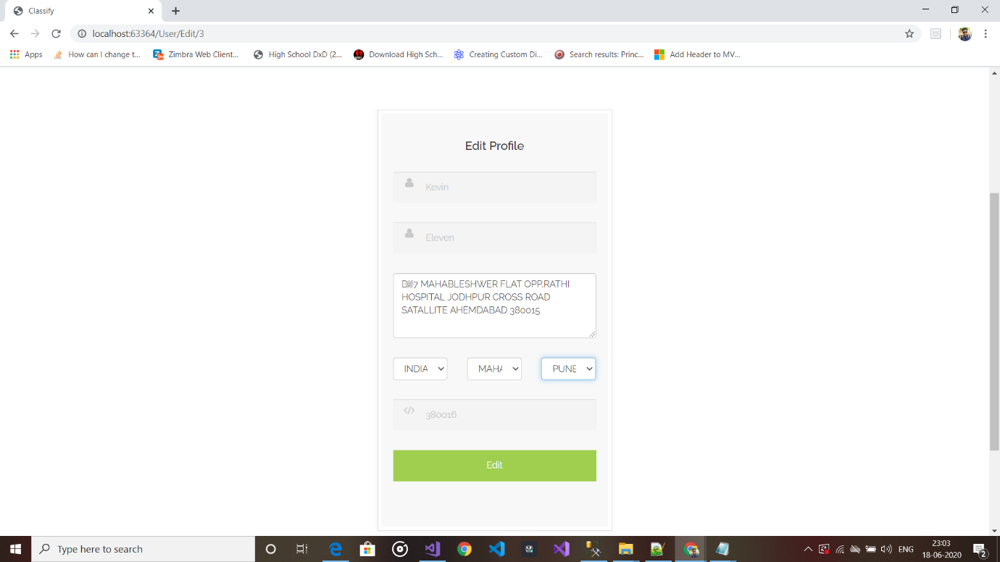 Classify
localhost:63364/User/Edit/3
Apps
How can I change t...
Zimbra Web Client...
High School DxD (2...
Download High Sch...
Creating Custom Di...
Search results: Princ...
Add Header to MV...
Edit Profile
Kevin
Eleven
MAHABLESHWER FLAT OPP.RATHI
HOSPITAL JODHPUR CROSS ROAD
SATALLITE AHEMDABAD 380015
INDIA
MAHA
PUNE
380016
Edit
Type here to search
ENG
23:03
18-06-2020
2